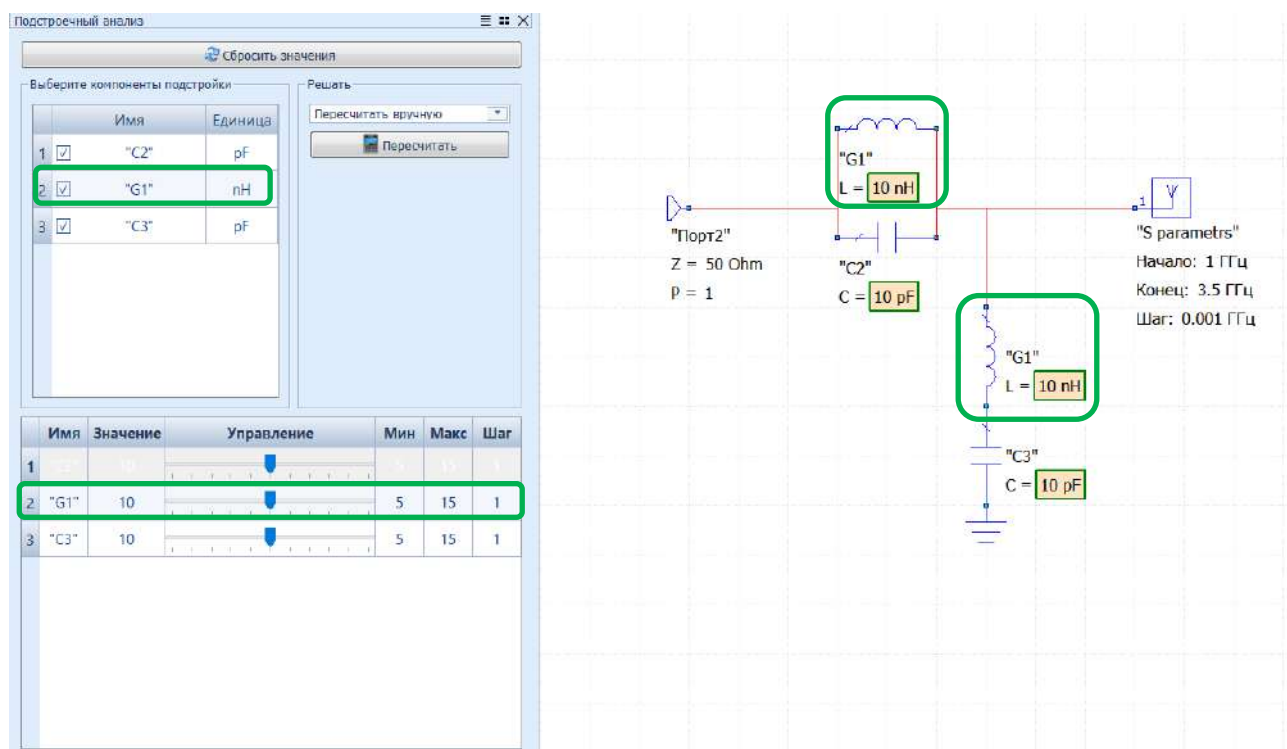 Подстроечный анализ
Сбросить значения
Выберите компоненты подстройки
Имя Единица
1 "C2" pF
2 "G1" nH
3 "C3" pF
Решать
Пересчитать вручную
Пересчитать
Имя Значение Управление Мин Макс Шаг
1
2 "G1" 10 5 15 1
3 "C3" 10 5 15 1
"G1"
L = 10 nH
"Порт2"
Z = 50 Ohm
P = 1
"C2"
C = 10 pF
1
"S parametrs"
Начало: 1 ГГц
Конец: 3.5 ГГц
Шаг: 0.001 ГГц
"G1"
L = 10 nH
"C3"
C = 10 pF